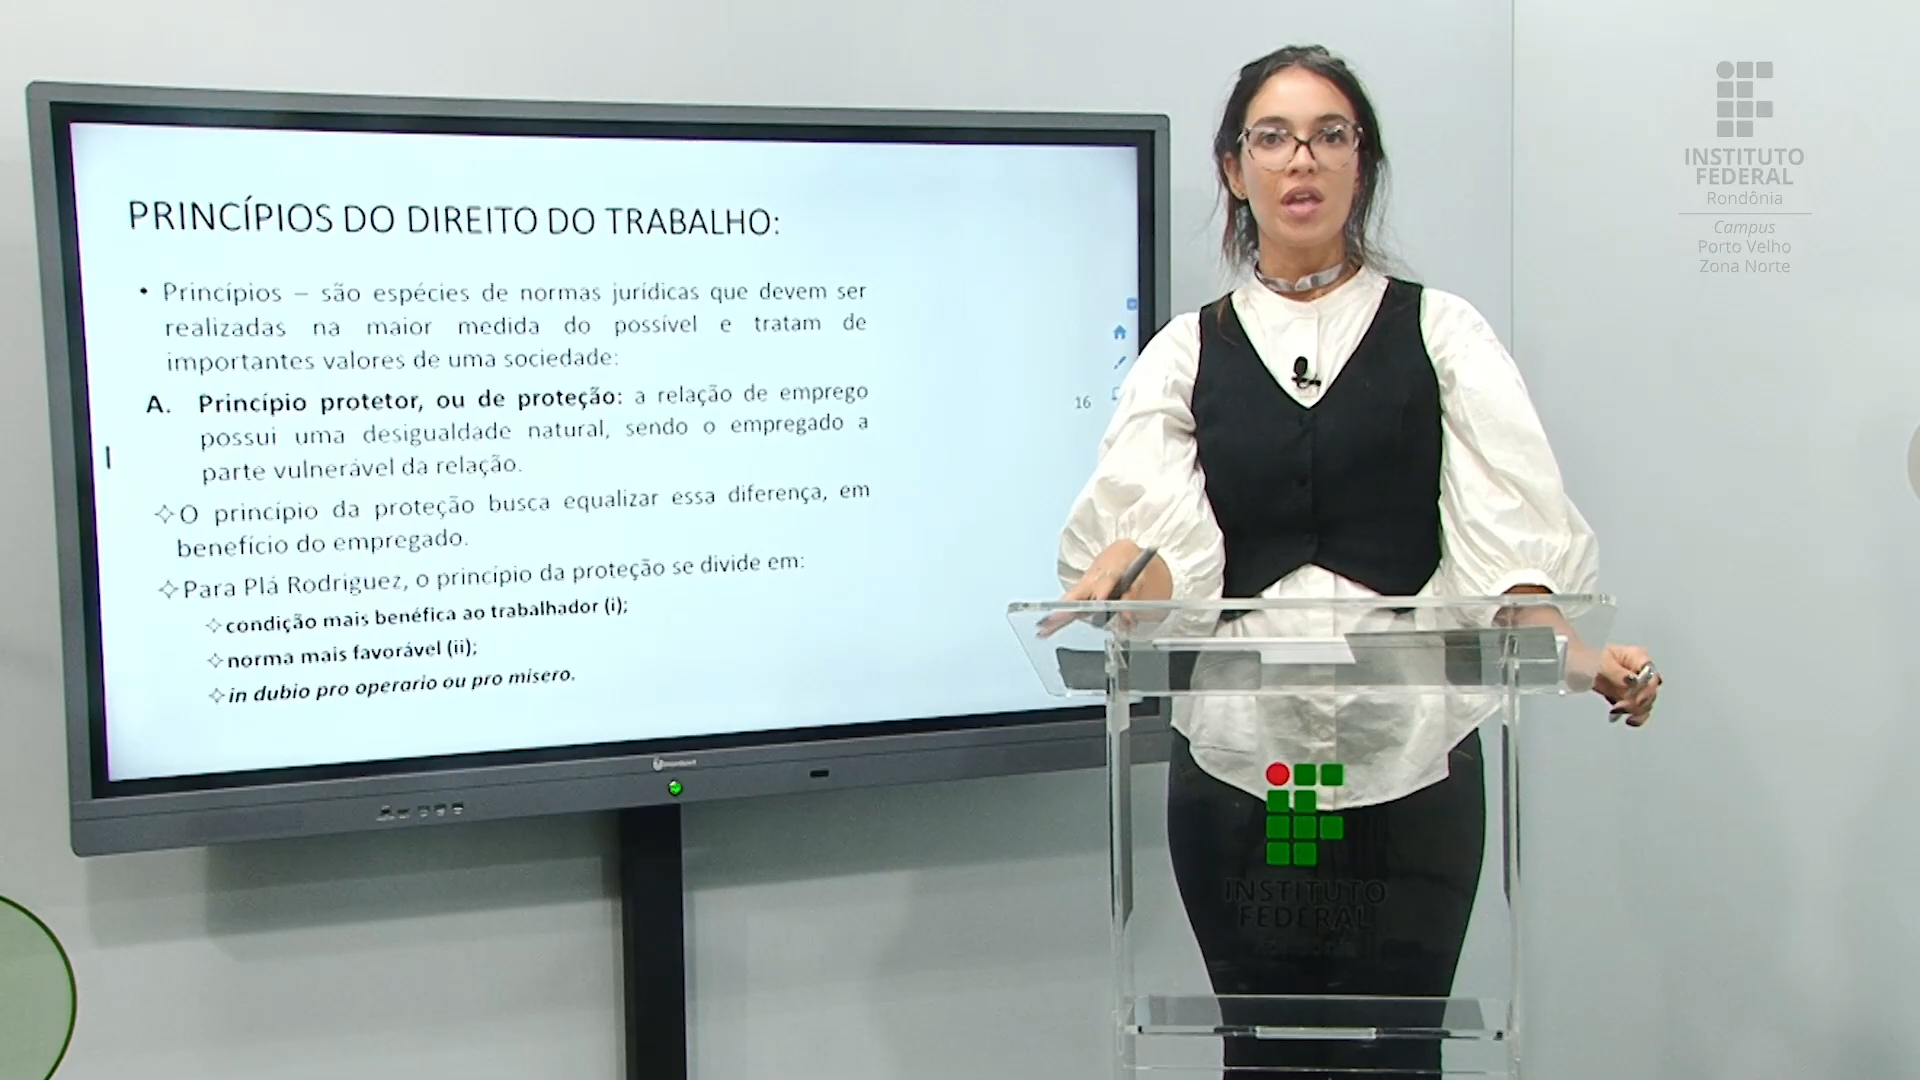 PRINCÍPIOS DO DIREITO DO TRABALHO:
• Princípios – são espécies de normas jurídicas que devem ser
realizadas na maior medida do possível e tratam de
importantes valores de uma sociedade:
A. Princípio protetor, ou de proteção: a relação de emprego
possui uma desigualdade natural, sendo o empregado a
parte vulnerável da relação.
O princípio da proteção busca equalizar essa diferença, em
benefício do empregado.
Para Plá Rodriguez, o princípio da proteção se divide em:
condição mais benéfica ao trabalhador (i);
norma mais favorável (ii);
in dubio pro operario ou pro misero.
16
INSTITUTO
FEDERAL
Rondônia
Campus
Porto Velho
Zona Norte
INSTITUTO
FEDERAL